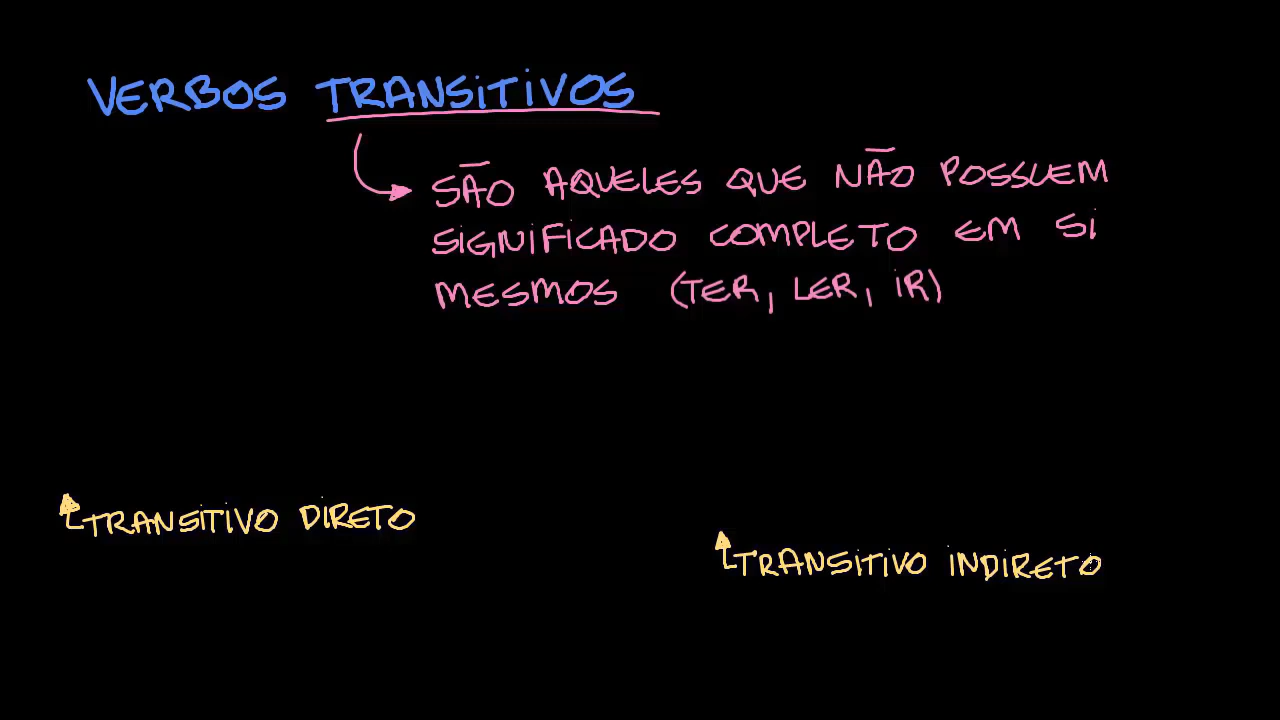 VERBOS TRANSITIVOS
SÃO AQUELES QUE NÃO POSSUEM
SIGNIFICADO COMPLETO EM SI
MESMOS (TER, LER, IR)
TRANSITIVO DIRETO
TRANSITIVO INDIRETO